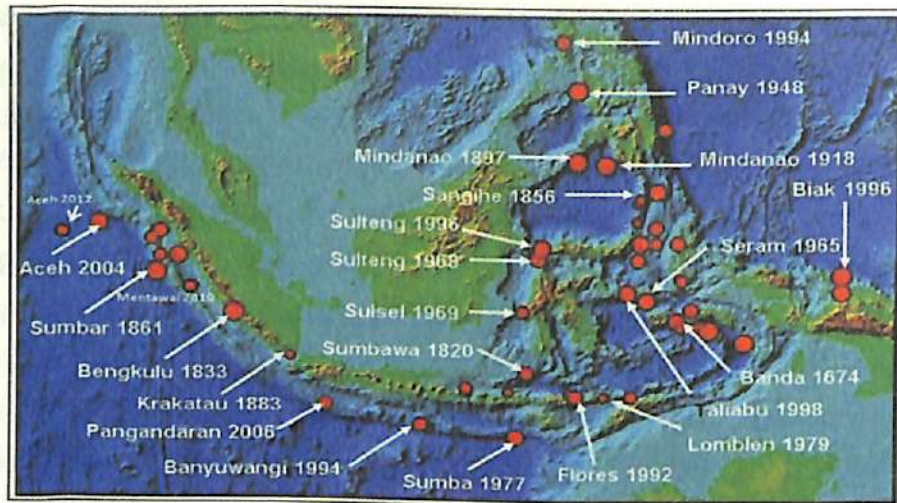 Mindoro 1994
Panay 1948
Mindanao 1897
Mindanao 1918
Sangihe 1856
Biak 1996
Aceh 2012
Sulteng 1996
Seram 1965
Aceh 2004
Sulteng 1968
Mentawai 2010
Sumbar 1861
Sulsel 1969
Bengkulu 1833
Sumbawa 1820
Banda 1674
Krakatau 1883
Taliabu 1998
Pangandaran 2006
Lomblen 1979
Banyuwangi 1994
Sumba 1977
Flores 1992